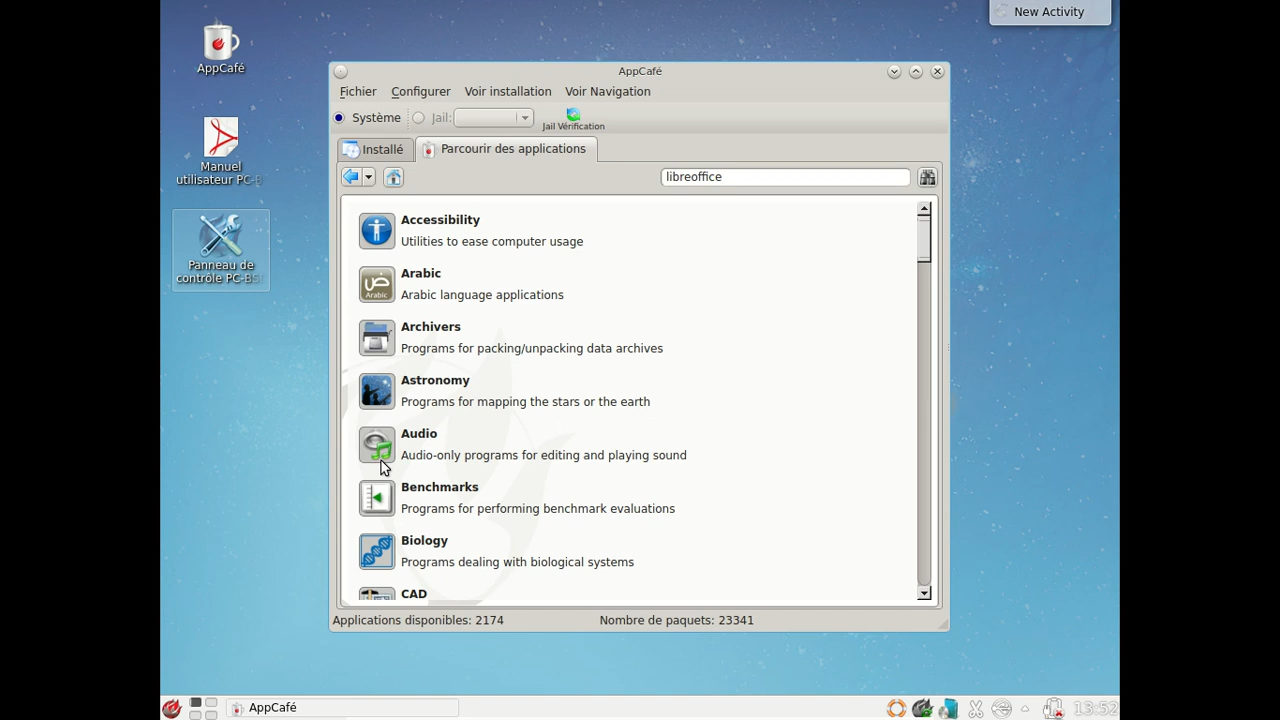 New Activity
AppCafé
Manuel
utilisateur PC-B
Panneau de
contrôle PC-BS
AppCafé
Fichier Configurer Voir installation Voir Navigation
Système Jail: Jail Vérification
Installé Parcourir des applications
libreoffice
Accessibility
Utilities to ease computer usage
ض
Arabic
Arabic
Arabic language applications
Archivers
Programs for packing/unpacking data archives
Astronomy
Programs for mapping the stars or the earth
Audio
Audio-only programs for editing and playing sound
Benchmarks
Programs for performing benchmark evaluations
Biology
Programs dealing with biological systems
CAD
Applications disponibles: 2174 Nombre de paquets: 23341
AppCafé
13:52